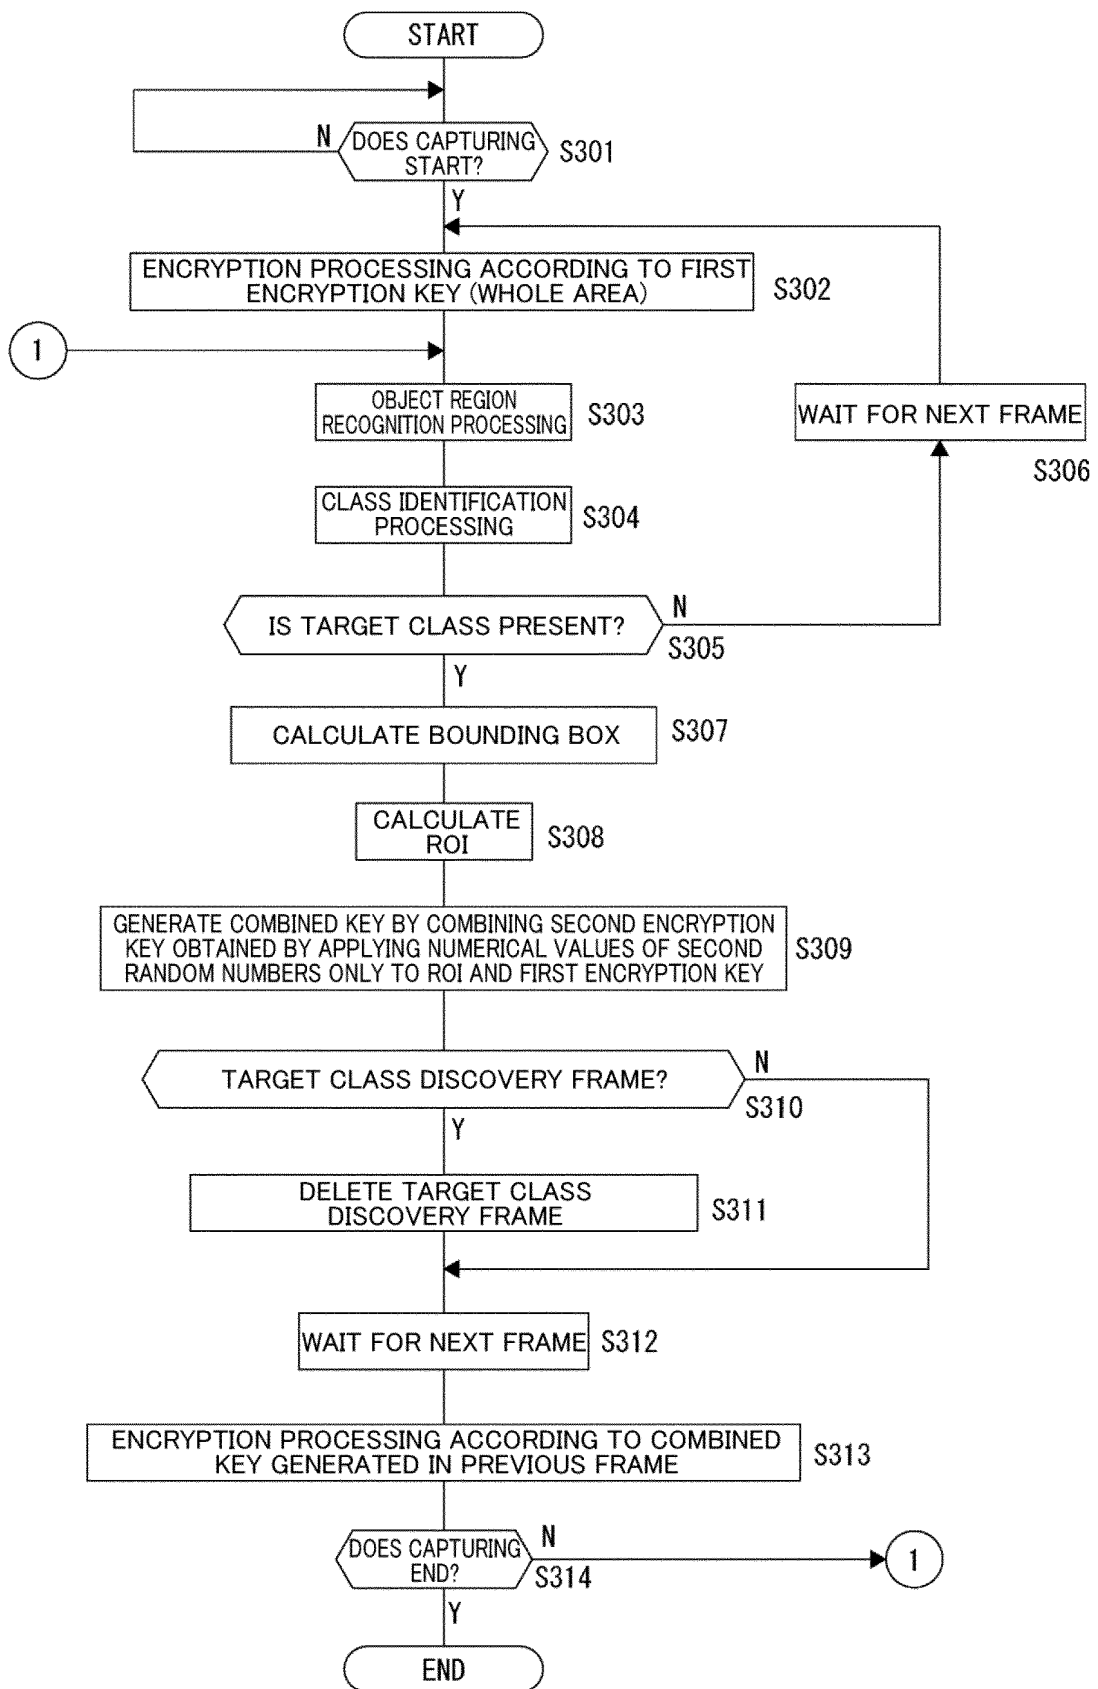 START
N
DOES CAPTURING
START?
S301
Y
ENCRYPTION PROCESSING ACCORDING TO FIRST
ENCRYPTION KEY (WHOLE AREA)
S302
1
OBJECT REGION
RECOGNITION PROCESSING
S303
WAIT FOR NEXT FRAME
S306
CLASS IDENTIFICATION
PROCESSING
S304
IS TARGET CLASS PRESENT?
N
S305
Y
CALCULATE BOUNDING BOX
S307
CALCULATE
ROI
S308
GENERATE COMBINED KEY BY COMBINING SECOND ENCRYPTION
KEY OBTAINED BY APPLYING NUMERICAL VALUES OF SECOND
RANDOM NUMBERS ONLY TO ROI AND FIRST ENCRYPTION KEY
S309
TARGET CLASS DISCOVERY FRAME?
N
S310
Y
DELETE TARGET CLASS
DISCOVERY FRAME
S311
WAIT FOR NEXT FRAME
S312
ENCRYPTION PROCESSING ACCORDING TO COMBINED
KEY GENERATED IN PREVIOUS FRAME
S313
DOES CAPTURING
END?
N
S314
1
Y
END